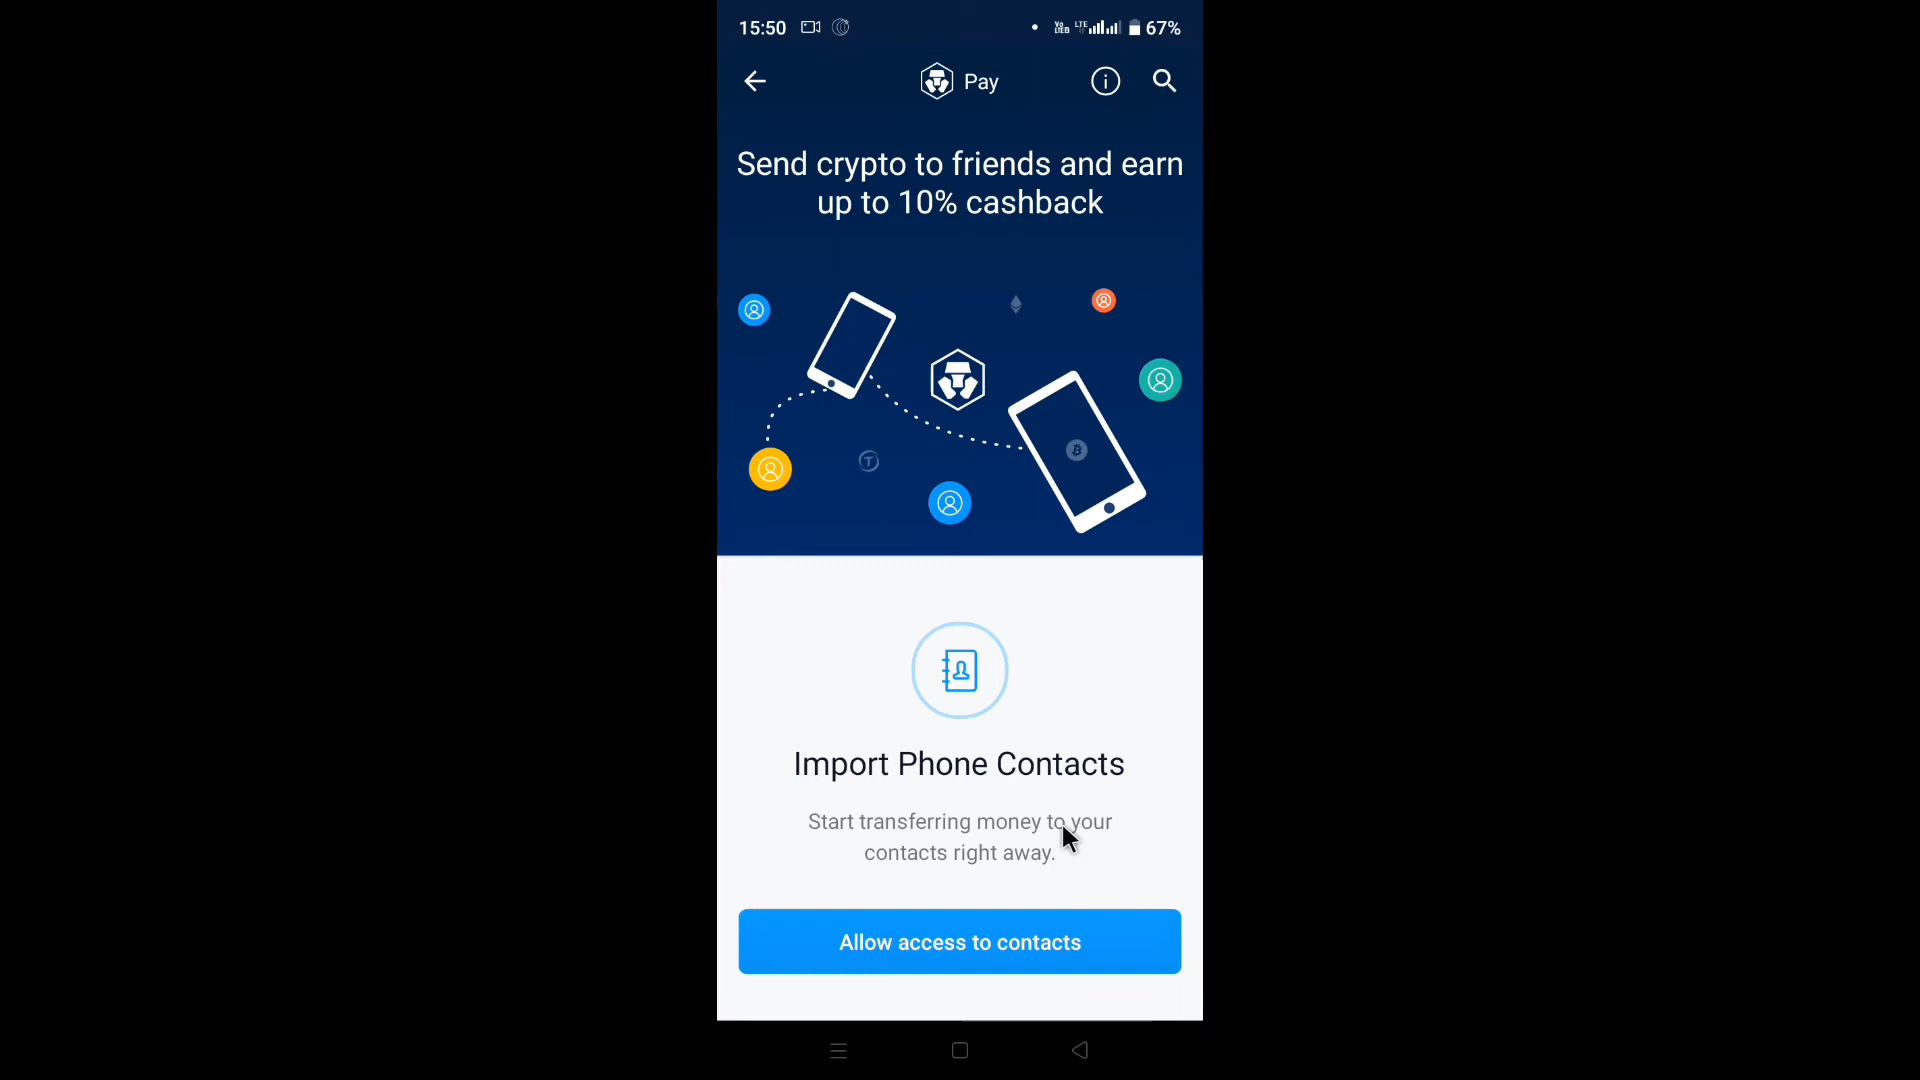 15:50
67%
Pay
Send crypto to friends and earn
up to 10% cashback
Import Phone Contacts
Start transferring money to your
contacts right away.
Allow access to contacts